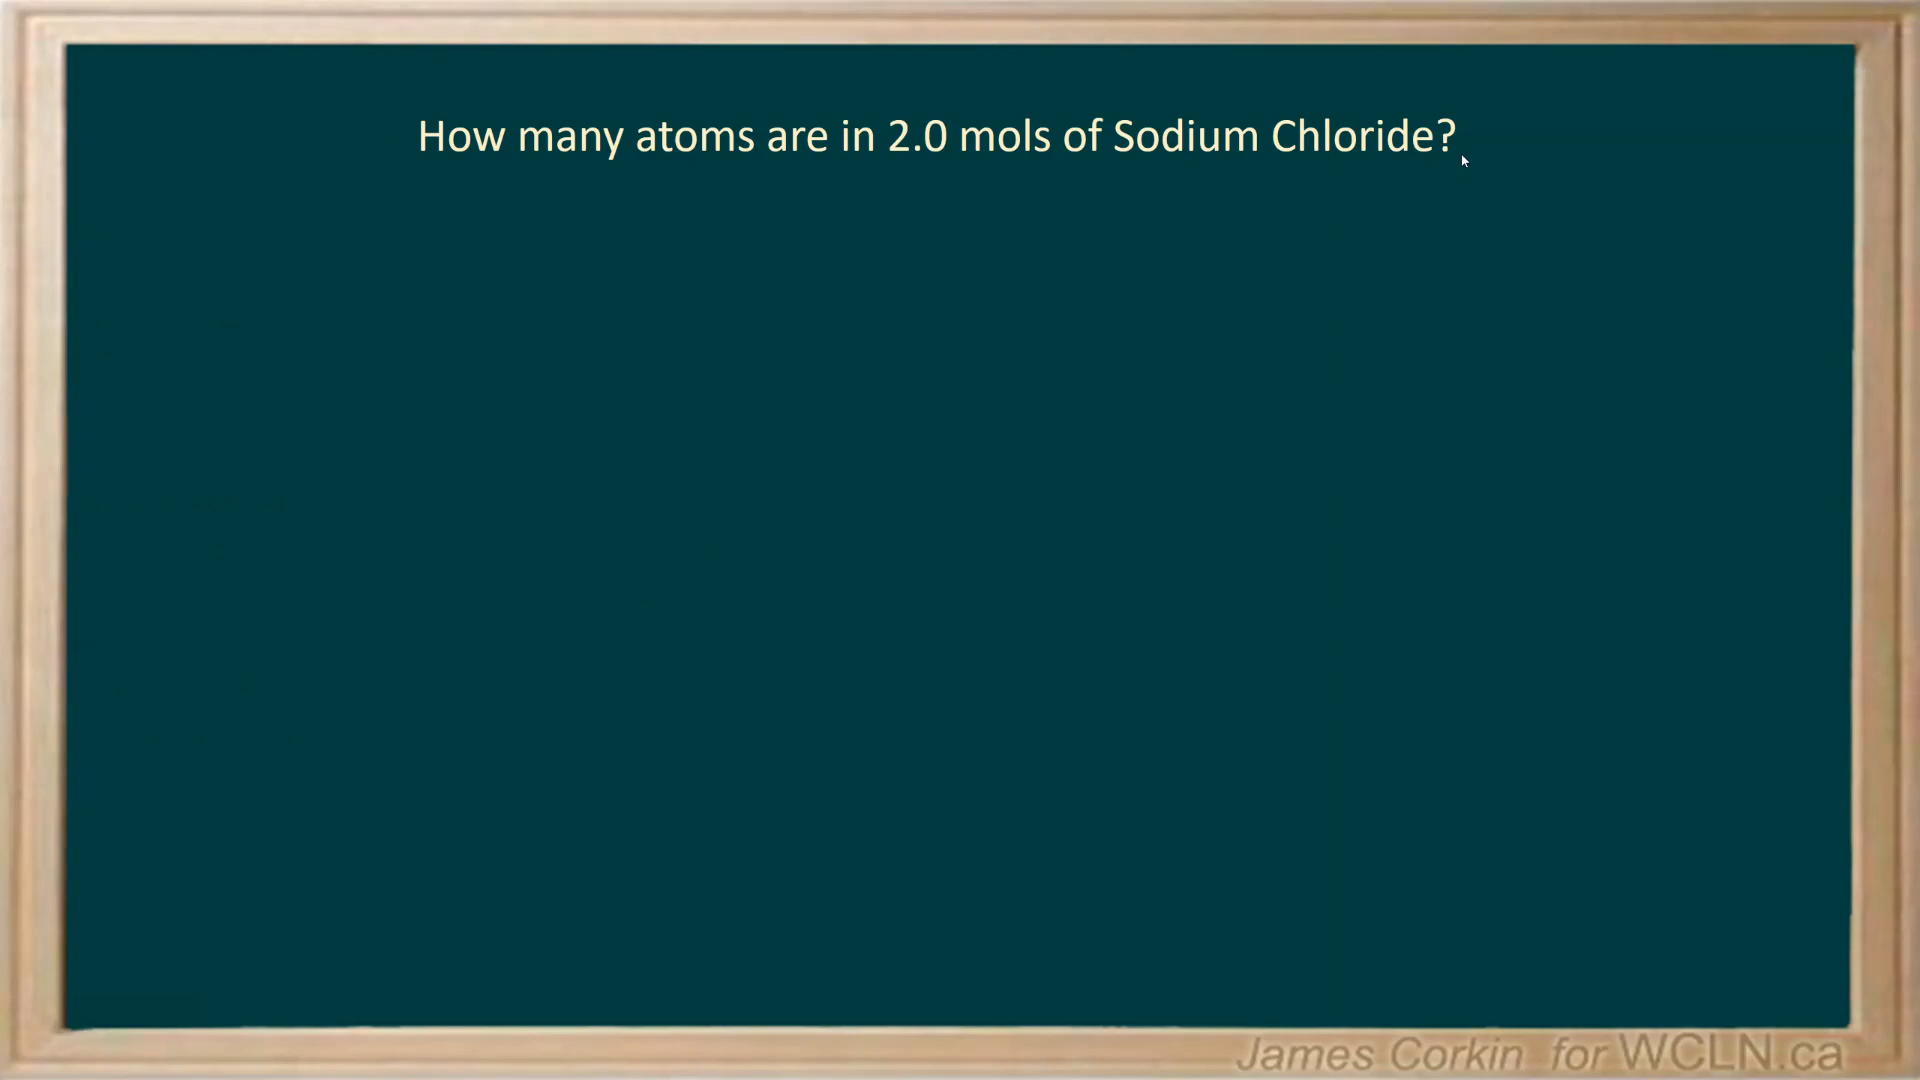 How many atoms are in 2.0 mols of Sodium Chloride?
James Corkin for WCLN.ca